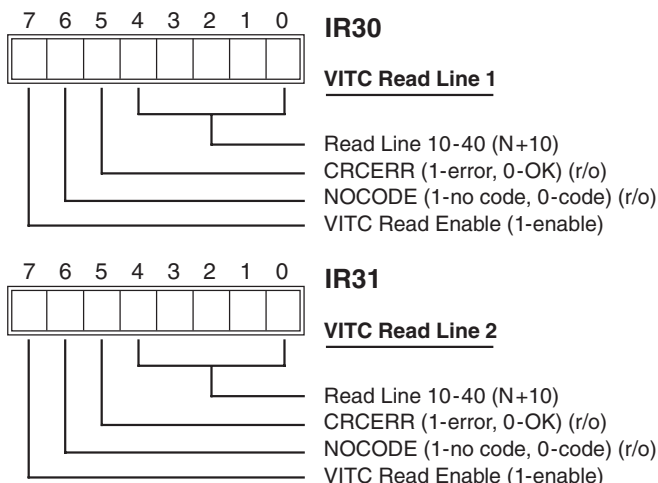 7 6 5 4 3 2 1 0 IR30
VITC Read Line 1
Read Line 10-40 (N+10)
CRCERR (1-error, 0-OK) (r/o)
NOCODE (1-no code, 0-code) (r/o)
VITC Read Enable (1-enable)
7 6 5 4 3 2 1 0 IR31
VITC Read Line 2
Read Line 10-40 (N+10)
CRCERR (1-error, 0-OK) (r/o)
NOCODE (1-no code, 0-code) (r/o)
VITC Read Enable (1-enable)